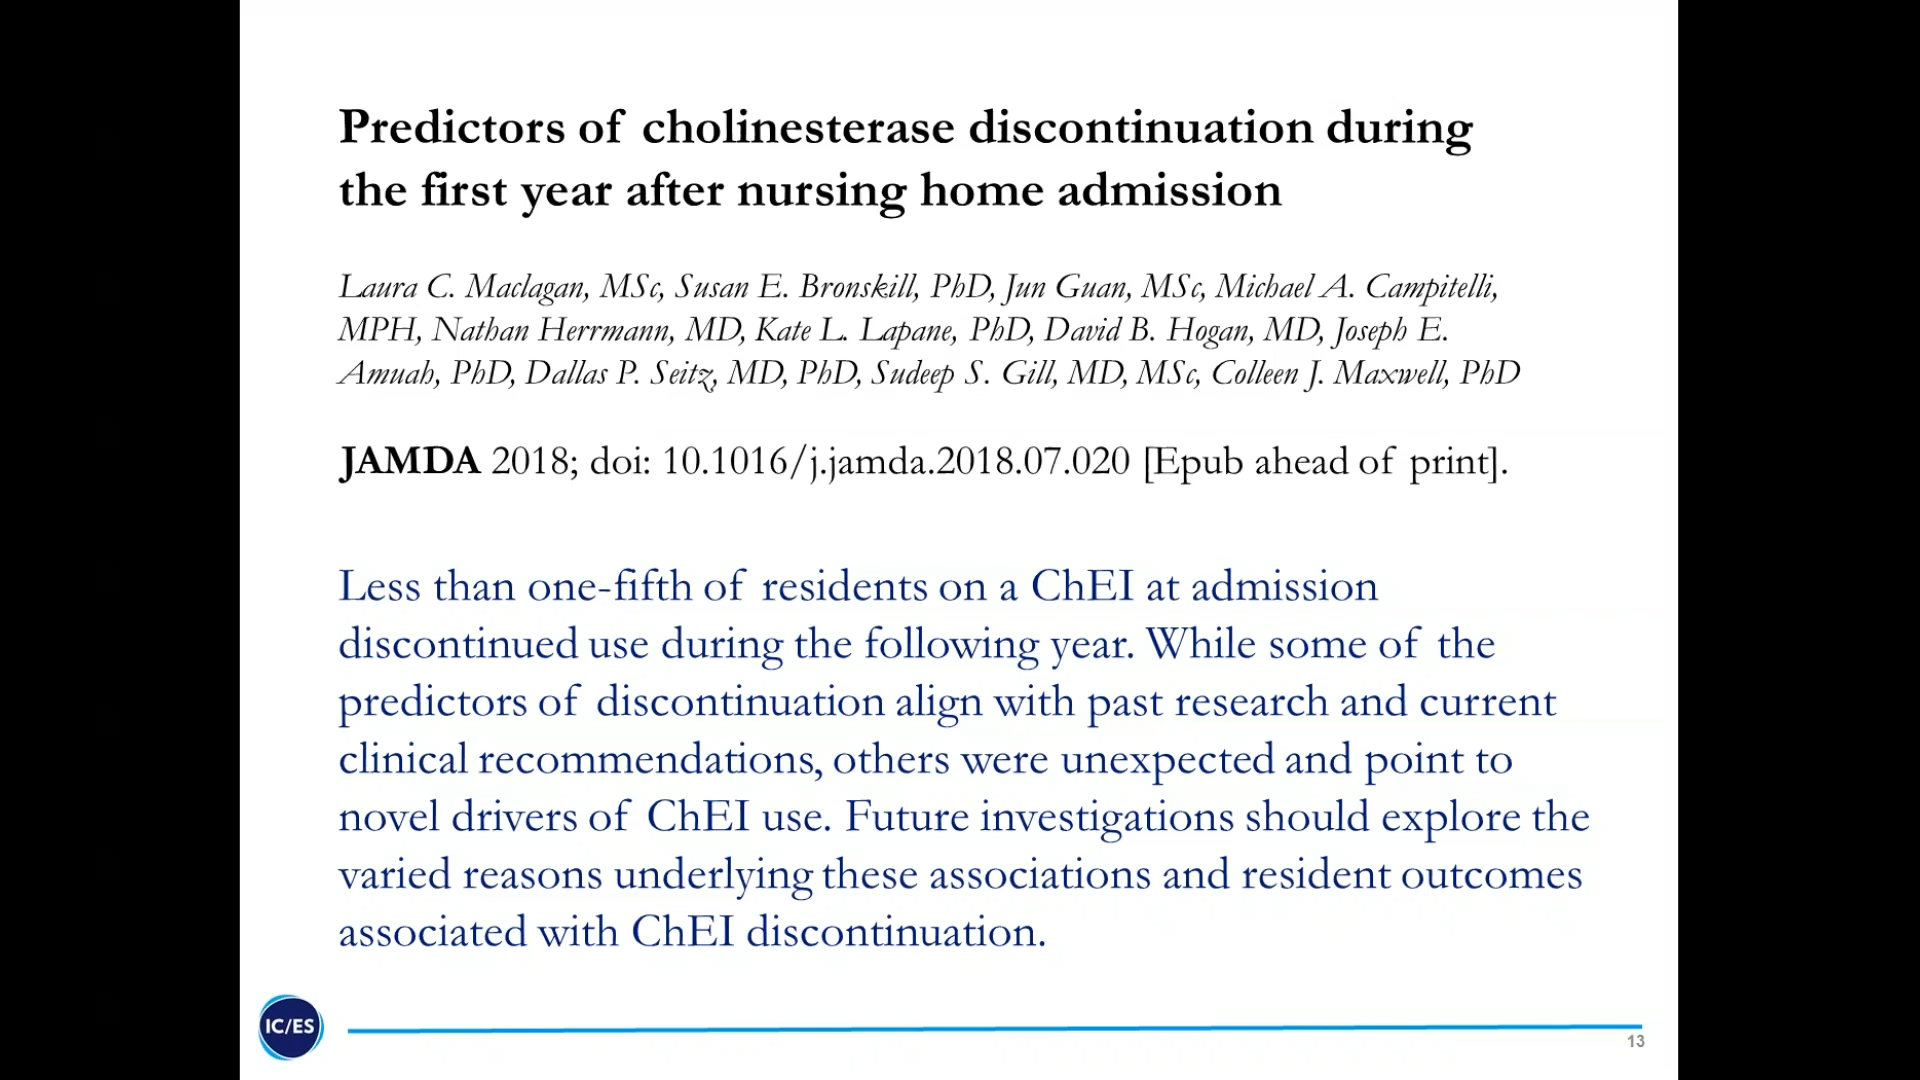 Predictors of cholinesterase discontinuation during
the first year after nursing home admission
Laura C. Maclagan, MSc, Susan E. Bronskill, PhD, Jun Guan, MSc, Michael A. Campitelli,
MPH, Nathan Herrmann, MD, Kate L. Lapane, PhD, David B. Hogan, MD, Joseph E.
Amuah, PhD, Dallas P. Seitz, MD, PhD, Sudeep S. Gill, MD, MSc, Colleen J. Maxwell, PhD
JAMDA 2018; doi: 10.1016/j.jamda.2018.07.020 [Epub ahead of print].
Less than one-fifth of residents on a ChEI at admission
discontinued use during the following year. While some of the
predictors of discontinuation align with past research and current
clinical recommendations, others were unexpected and point to
novel drivers of ChEI use. Future investigations should explore the
varied reasons underlying these associations and resident outcomes
associated with ChEI discontinuation.
IC/ES
13